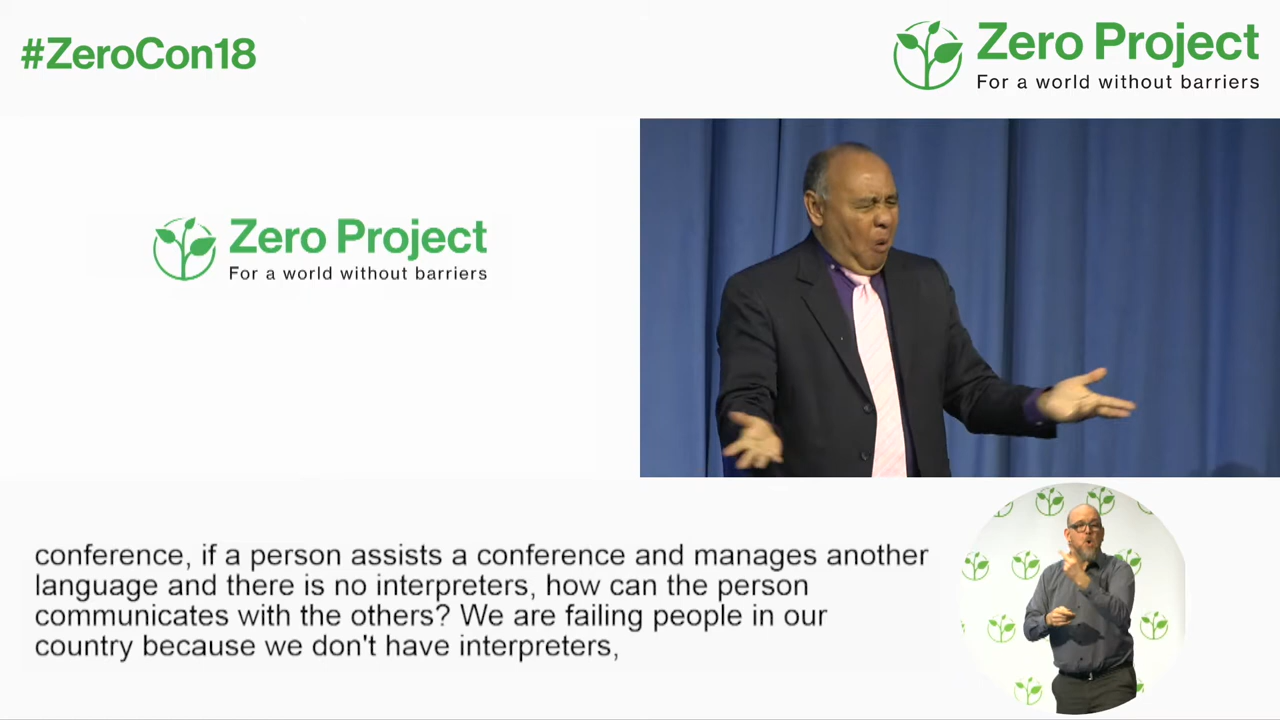 #ZeroCon18
Zero Project
For a world without barriers
Zero Project
For a world without barriers
conference, if a person assists a conference and manages another
language and there is no interpreters, how can the person
communicates with the others? We are failing people in our
country because we don't have interpreters,